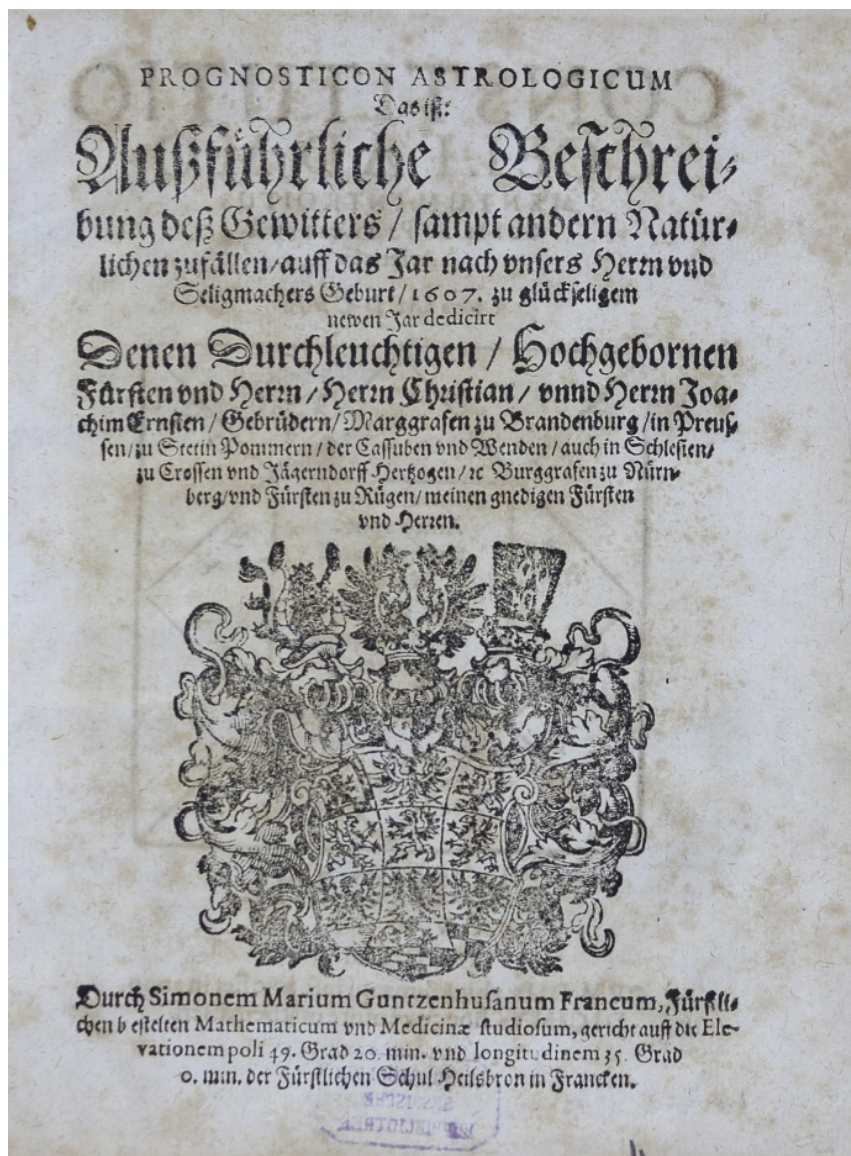 PROGNOSTICON ASTROLOGICUM
Das ist:
Außführliche Beschrei-
bung deß Gewitters / sampt andern Natür-
lichen zufällen / auff das Jar nach vnsers Herrn vnd
Seligmachers Geburt / 1607. zu glückseligem
newen Jar dedicirt
Denen Durchleuchtigen / Hochgebornen
Fürsten vnd Herrn / Herrn Christian / vnnd Herrn Joa-
chim Ernsten / Gebrüdern / Marggrafen zu Brandenburg / in Preus-
sen / zu Stetin Pommern / der Cassuben vnd Wenden / auch in Schlesien /
zu Crossen vnd Jägerndorff Hertzogen / ꝛc Burggrafen zu Nürn-
berg / vnd Fürsten zu Rügen / meinen gnedigen Fürsten
vnd Herren.
Durch Simonem Marium Guntzenhusanum Francum, Fürstli-
chen bestelten Mathematicum vnd Medicinæ studiosum, gericht auff die Ele-
vationem poli 49. Grad 20. min. vnd longitudinem 35. Grad
0. min. der Fürstlichen Schul Heilsbron in Francken.